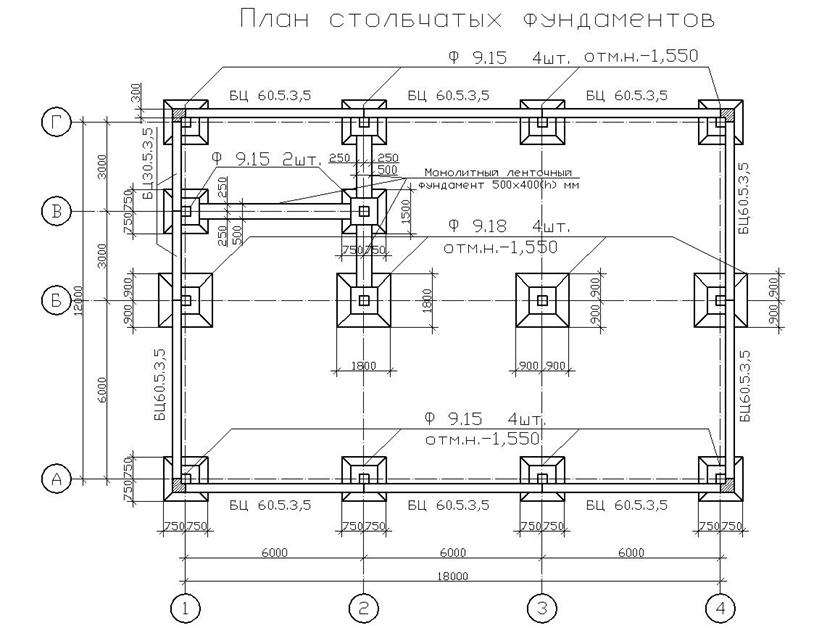 План столбчатых фундаментов
Ф 9.15 4шт. отм.н.-1,550
300
БЦ 60.5.3,5 БЦ 60.5.3,5 БЦ 60.5.3,5
Г
3000
БЦ30.5.3,5
Ф 9.15 2шт.
250 250
500
Монолитный ленточный
фундамент 500х400(h) мм
БЦ60.5.3,5
250
750 750
В
1500
250 500
Ф 9.18 4шт.
750 750
отм.н.-1,550
3000
12000
900 900
Б
1800
900 900
900 900
1800
900 900
6000
БЦ60.5.3,5
БЦ60.5.3,5
Ф 9.15 4шт.
отм.н.-1,550
750 750
А
БЦ 60.5.3,5 БЦ 60.5.3,5 БЦ 60.5.3,5
750 750 750 750 750 750 750 750
6000 6000 6000
18000
1 2 3 4